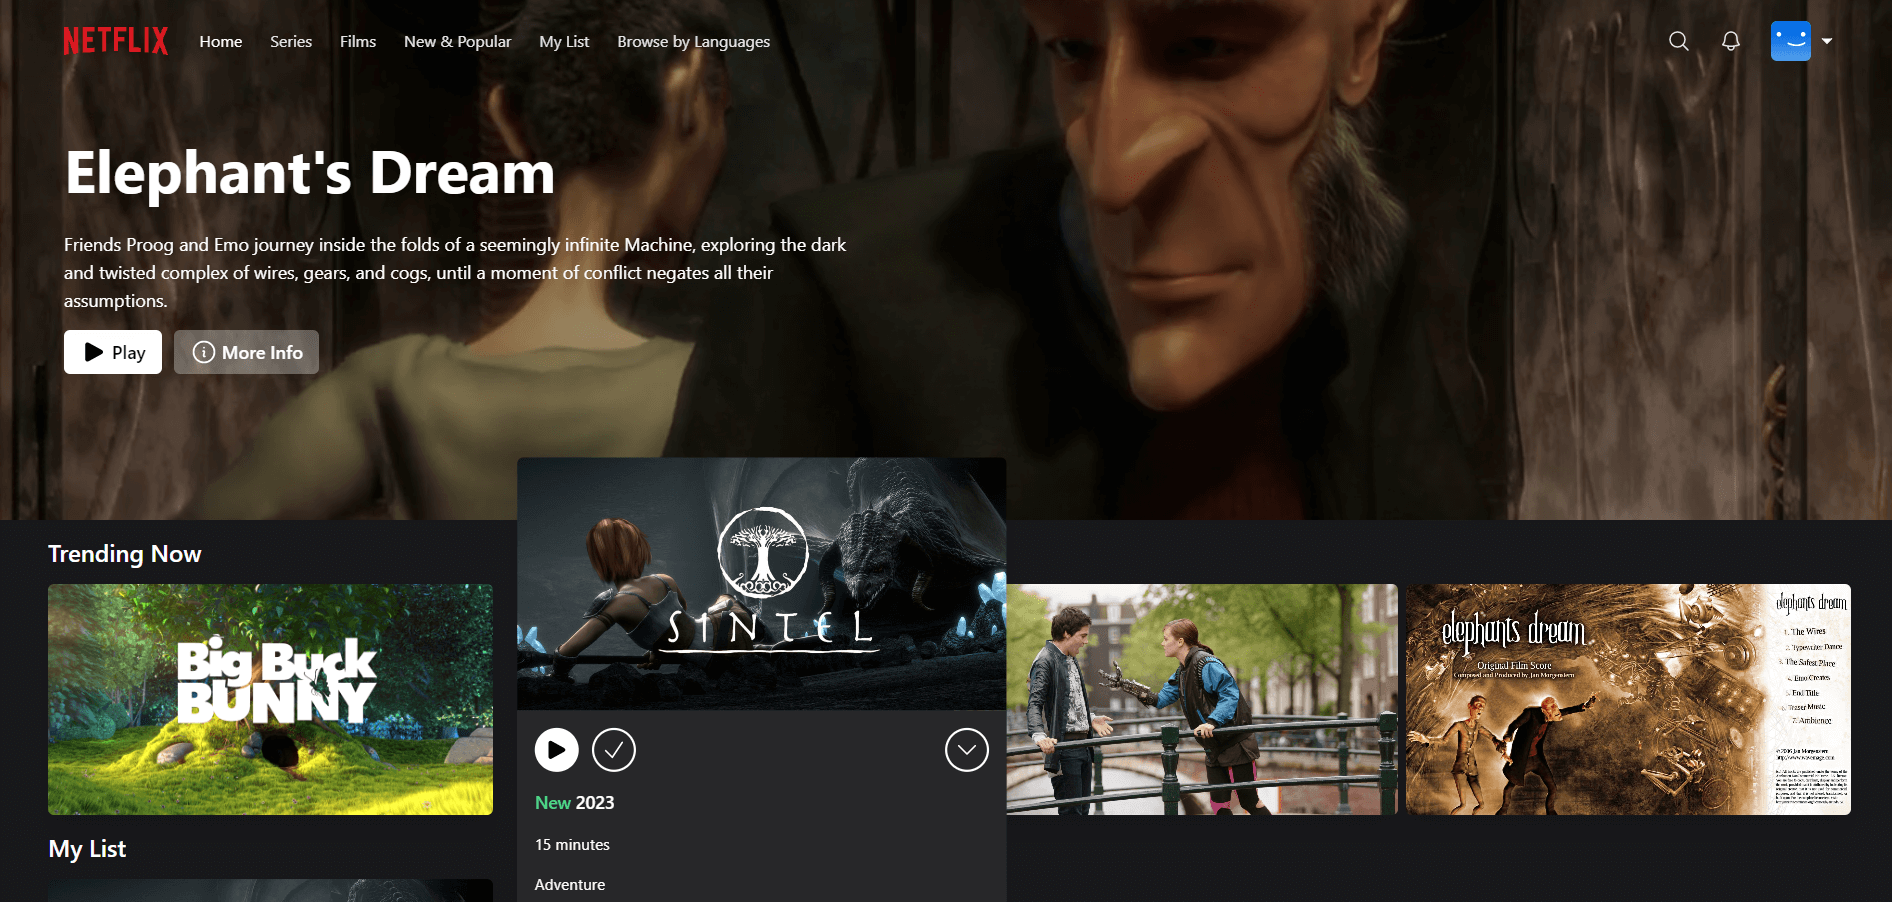 NETFLIX
Home
Series
Films
New & Popular
My List
Browse by Languages
Elephant's Dream
Friends Proog and Emo journey inside the folds of a seemingly infinite Machine, exploring the dark
and twisted complex of wires, gears, and cogs, until a moment of conflict negates all their
assumptions.
Play
More Info
Trending Now
Big Buck
BUNNY
SINTEL
New 2023
15 minutes
Adventure
elephants dream
Original Film Score
Composed and Produced by Jan Morgenstern
elephants dream
1. The Wires
2. Typewriter Dance
3. The Safest Place
4. Emo Creates
5. End Title
6. Teaser Music
7. Ambience
© 2006 Jan Morgenstern
My List